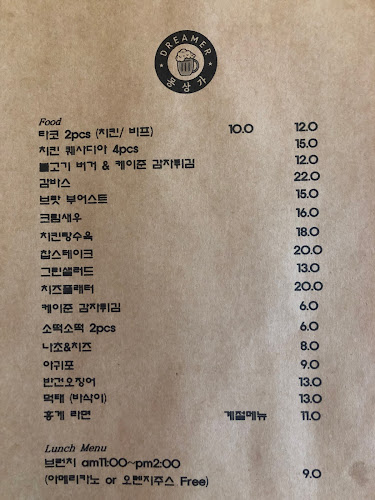 DREAMER
몽상가
Food
타코 2pcs (치킨/ 비프) 10.0 12.0
치킨 퀘사디아 4pcs 15.0
불고기 버거 & 케이준 감자튀김 12.0
감바스 22.0
브랏 부어스트 15.0
크림새우 16.0
치킨탕수육 18.0
찹스테이크 20.0
그린샐러드 13.0
치즈플래터 20.0
케이준 감자튀김 6.0
소떡소떡 2pcs 6.0
나초&치즈 8.0
아귀포 9.0
반건오징어 13.0
먹태 (바삭이) 13.0
홍게 라면 계절메뉴 11.0
Lunch Menu
브런치 am11:00~pm2:00
(아메리카노 or 오렌지주스 Free) 9.0